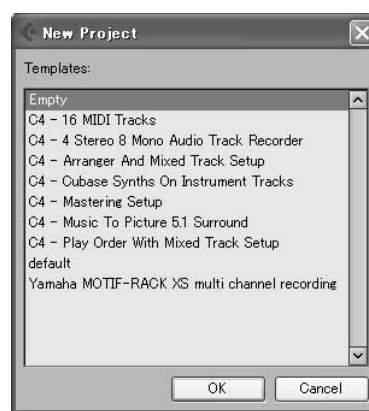 New Project
Templates:
Empty
C4 - 16 MIDI Tracks
C4 - 4 Stereo 8 Mono Audio Track Recorder
C4 - Arranger And Mixed Track Setup
C4 - Cubase Synths On Instrument Tracks
C4 - Mastering Setup
C4 - Music To Picture 5.1 Surround
C4 - Play Order With Mixed Track Setup
default
Yamaha MOTIF-RACK XS multi channel recording
OK Cancel